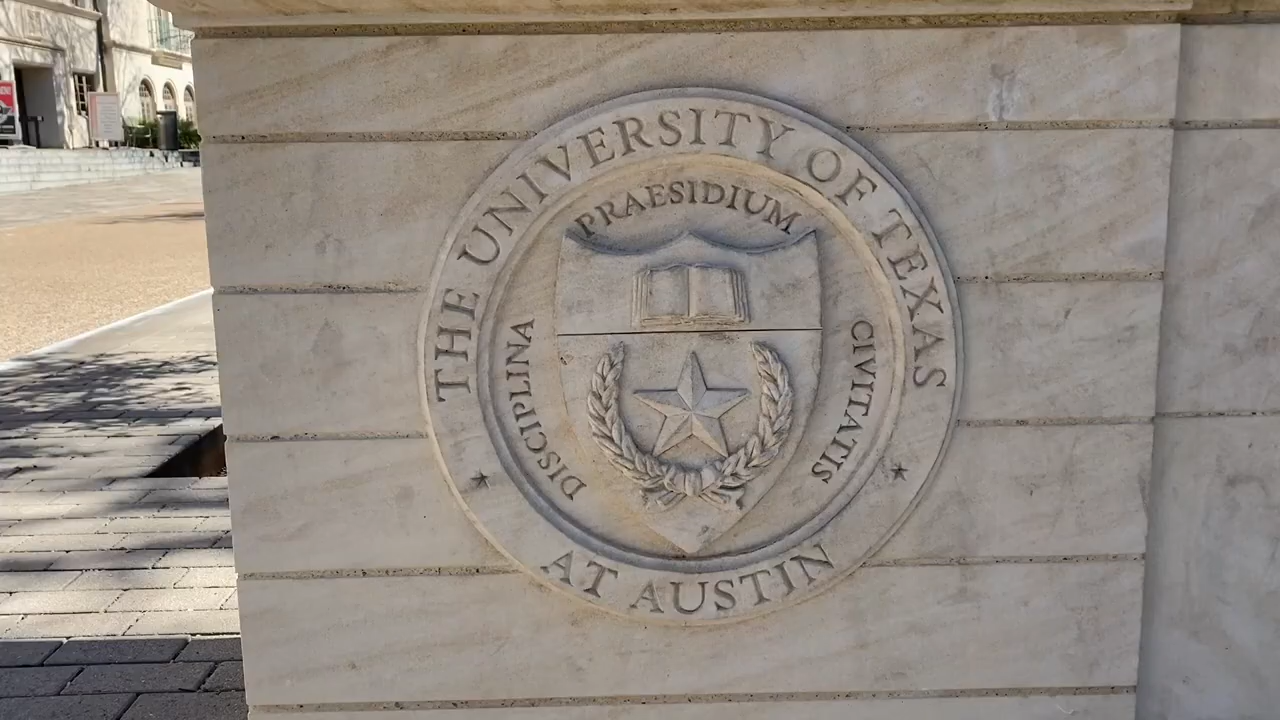 THE UNIVERSITY OF TEXAS
AT AUSTIN
PRAESIDIUM
DISCIPLINA
CIVITATIS